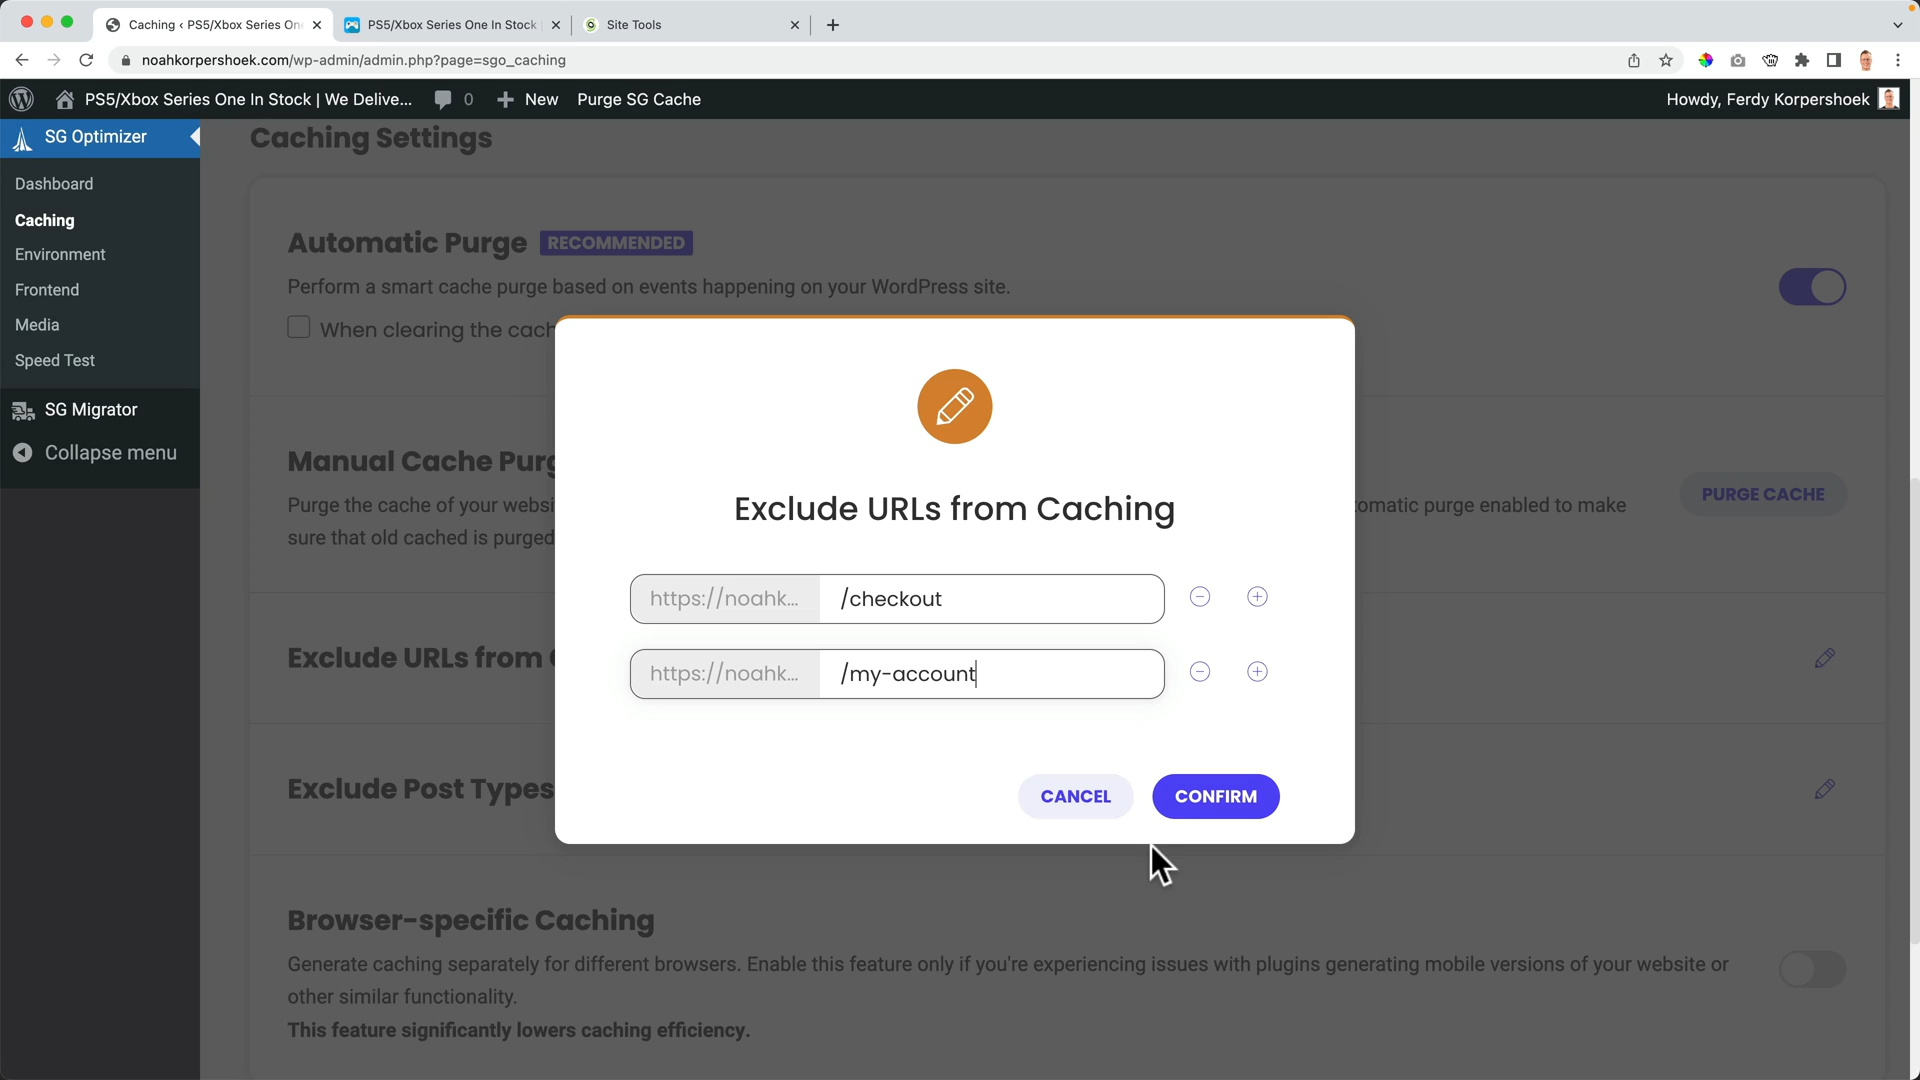 Caching ‹ PS5/Xbox Series One
PS5/Xbox Series One In Stock
Site Tools
noahkorpershoek.com/wp-admin/admin.php?page=sgo_caching
PS5/Xbox Series One In Stock | We Delive...
0
New
Purge SG Cache
Howdy, Ferdy Korpershoek
SG Optimizer
Dashboard
Caching
Environment
Frontend
Media
Speed Test
SG Migrator
Collapse menu
Caching Settings
Automatic Purge
RECOMMENDED
Perform a smart cache purge based on events happening on your WordPress site.
When clearing the cach
Manual Cache Purg
Purge the cache of your websi
omatic purge enabled to make
sure that old cached is purged
PURGE CACHE
Exclude URLs from
Exclude Post Types
Exclude URLs from Caching
https://noahk...
/checkout
https://noahk...
/my-account
CANCEL
CONFIRM
Browser-specific Caching
Generate caching separately for different browsers. Enable this feature only if you're experiencing issues with plugins generating mobile versions of your website or
other similar functionality.
This feature significantly lowers caching efficiency.